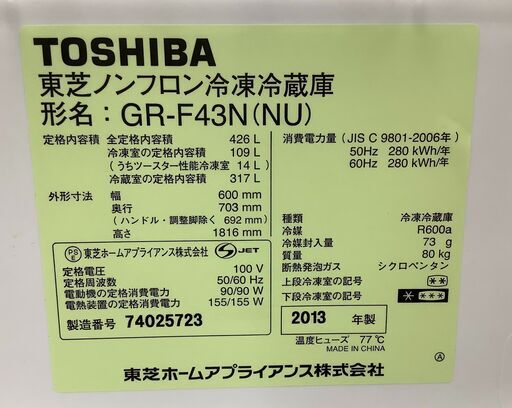 TOSHIBA
東芝ノンフロン冷凍冷蔵庫
形名：GR-F43N(NU)
定格内容積 全定格内容積 426 L
冷凍室の定格内容積 109 L
(うちツースター性能冷凍室 14 L)
冷蔵室の定格内容積 317 L
外形寸法 幅 600 mm
奥行 703 mm
(ハンドル・調整脚除く 692 mm)
高さ 1816 mm
PS E 東芝ホームアプライアンス株式会社 S JET
定格電圧 100 V
定格周波数 50/60 Hz
電動機の定格消費電力 90/90 W
電熱装置の定格消費電力 155/155 W
製造番号 74025723
消費電力量 (JIS C 9801-2006年)
50Hz 280 kWh/年
60Hz 280 kWh/年
種類 冷凍冷蔵庫
冷媒 R600a
冷媒封入量 73 g
質量 80 kg
断熱発泡ガス シクロペンタン
上段冷凍室の記号 **
下段冷凍室の記号 * ***
2013 年製
温度ヒューズ 77℃
MADE IN CHINA
Ⓐ
東芝ホームアプライアンス株式会社